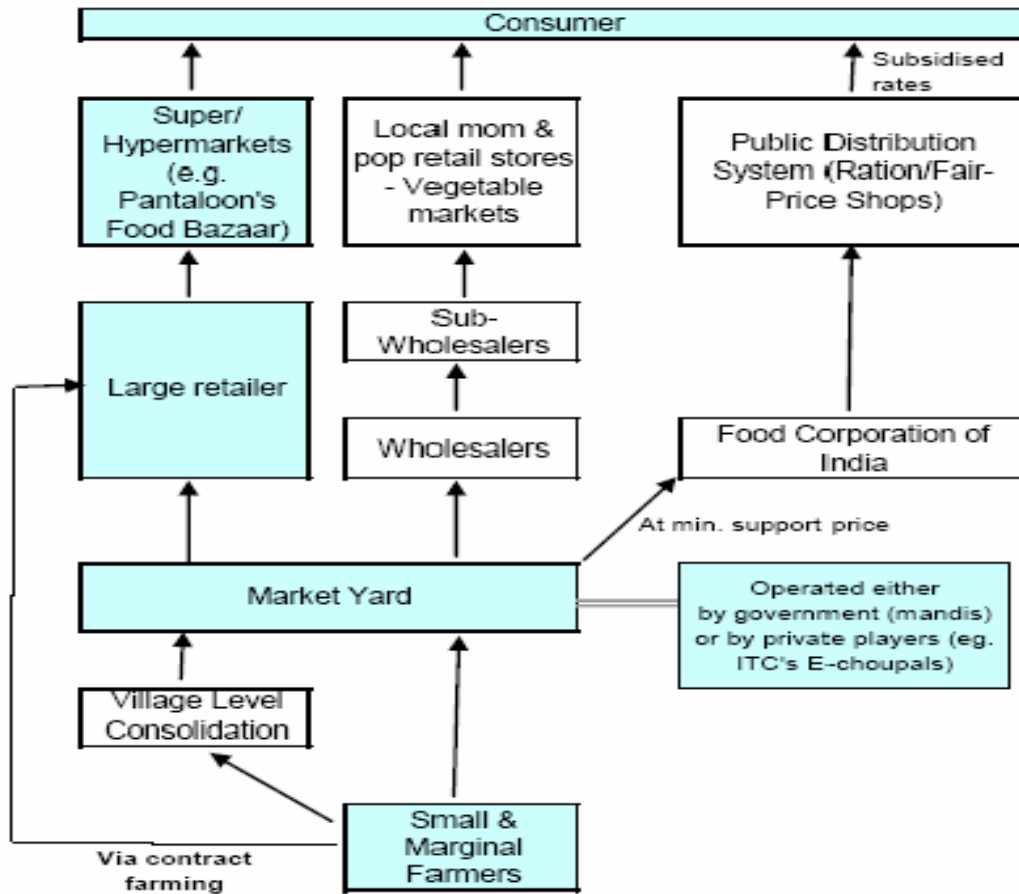 Consumer
Subsidised
rates
Super/
Hypermarkets
(e.g.
Pantaloon's
Food Bazaar)
Local mom &
pop retail stores
- Vegetable
markets
Public Distribution
System (Ration/Fair-
Price Shops)
Large retailer
Sub-
Wholesalers
Wholesalers
Food Corporation of
India
At min. support price
Market Yard
Operated either
by government (mandis)
or by private players (eg.
ITC's E-choupals)
Village Level
Consolidation
Small &
Marginal
Farmers
Via contract
farming